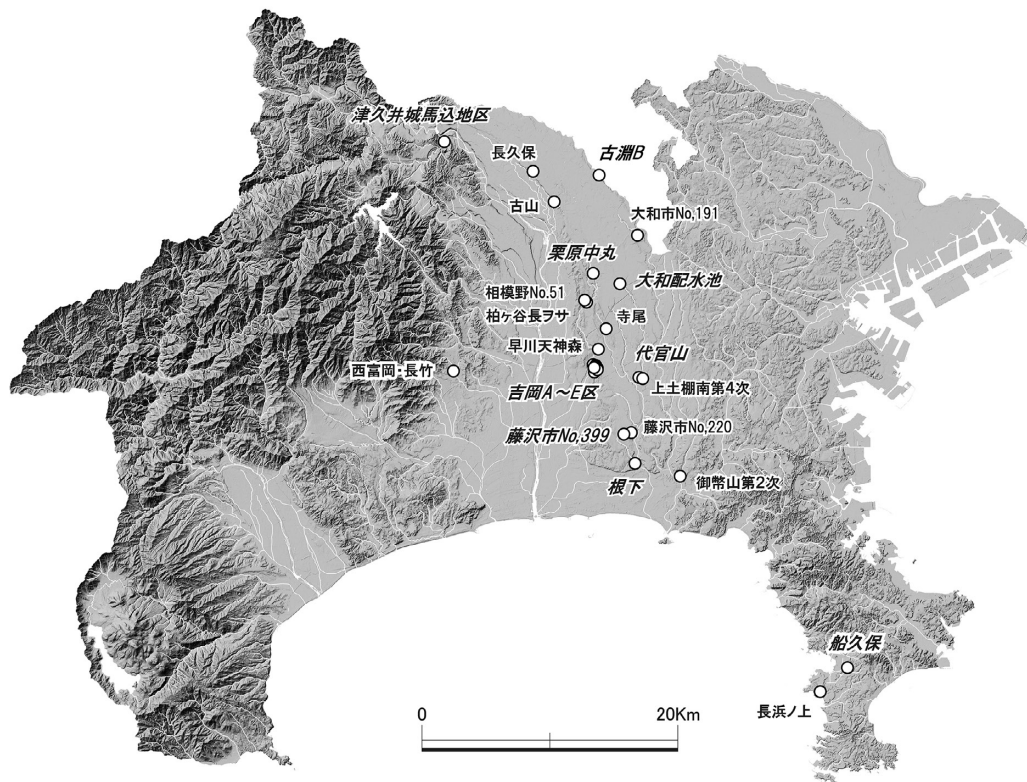 津久井城馬込地区
長久保
古淵B
古山
大和市No,191
栗原中丸
大和配水池
相模野No.51
柏ヶ谷長ヲサ
寺尾
早川天神森
代官山
西富岡・長竹
上土棚南第4次
吉岡A～E区
藤沢市No,399
藤沢市No,220
根下
御幣山第2次
船久保
長浜ノ上
0
20Km